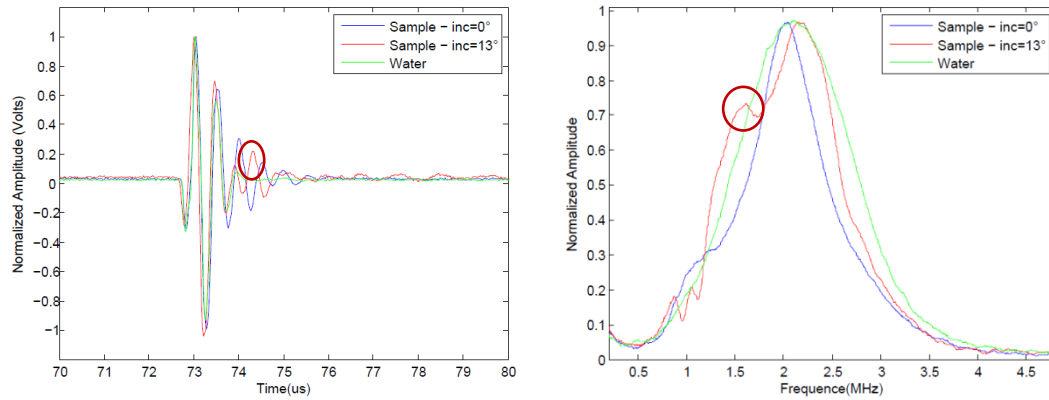 Normalized Amplitude (Volts)
1
0.8
0.6
0.4
0.2
0
−0.2
−0.4
−0.6
−0.8
−1
70 71 72 73 74 75 76 77 78 79 80
Time(us)
Sample − inc=0°
Sample − inc=13°
Water
Normalized Amplitude
1
0.9
0.8
0.7
0.6
0.5
0.4
0.3
0.2
0.1
0
0.5 1 1.5 2 2.5 3 3.5 4 4.5
Frequence(MHz)
Sample − inc=0°
Sample − inc=13°
Water